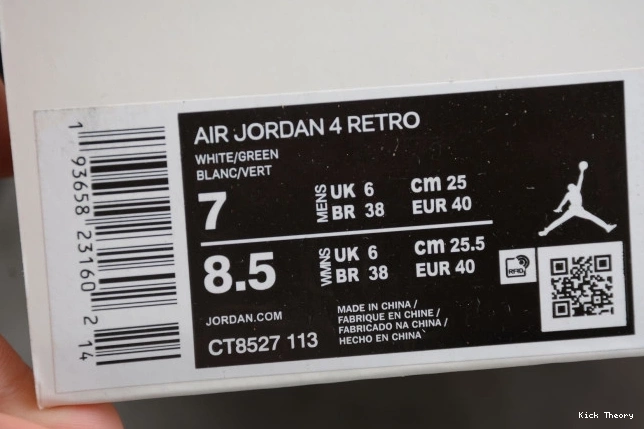 AIR JORDAN 4 RETRO
WHITE/GREEN
BLANC/VERT
7
MENS
UK 6
BR 38
cm 25
EUR 40
8.5
WMNS
UK 6
BR 38
cm 25.5
EUR 40
RFID
JORDAN.COM
CT8527 113
MADE IN CHINA /
FABRIQUE EN CHINE /
FABRICADO NA CHINA /
HECHO EN CHINA
1 93658 23160 2 14
Kick Theory